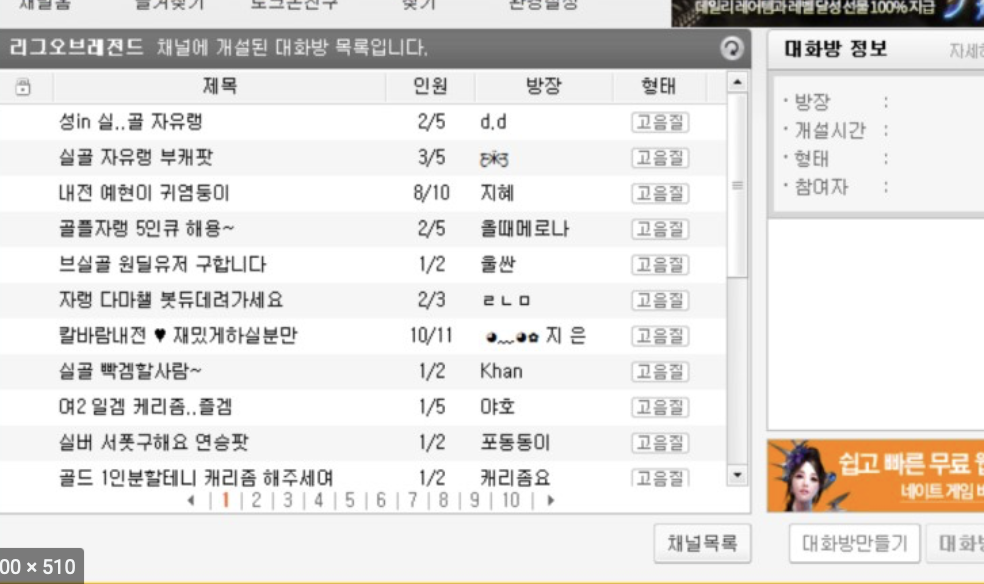 채널홈 즐겨찾기 토크온친구 찾기 환경설정
데일리 레어템과 레벨 달성 선물 100% 지급
리그오브레전드 채널에 개설된 대화방 목록입니다.
제목 인원 방장 형태
성in 실,.골 자유랭 2/5 d.d 고음질
실골 자유랭 부캐팟 3/5 고음질
내전 예현이 귀염둥이 8/10 지혜 고음질
골플자랭 5인큐 해용~ 2/5 올때메로나 고음질
브실골 원딜유저 구합니다 1/2 울싼 고음질
자랭 다마챌 봇듀데려가세요 2/3 ㄹㄴㅁ 고음질
칼바람내전 ♥ 재밌게하실분만 10/11 지 은 고음질
실골 빡겜할사람~ 1/2 Khan 고음질
여2 일겜 케리좀,.즐겜 1/5 야호 고음질
실버 서폿구해요 연승팟 1/2 포동동이 고음질
골드 1인분할테니 캐리좀 해주세여 1/2 캐리좀요 고음질
| 1 | 2 | 3 | 4 | 5 | 6 | 7 | 8 | 9 | 10 |
채널목록
대화방 정보 자세히
· 방장 :
· 개설시간 :
· 형태 :
· 참여자 :
쉽고 빠른 무료
네이트 게임
대화방만들기
00 × 510